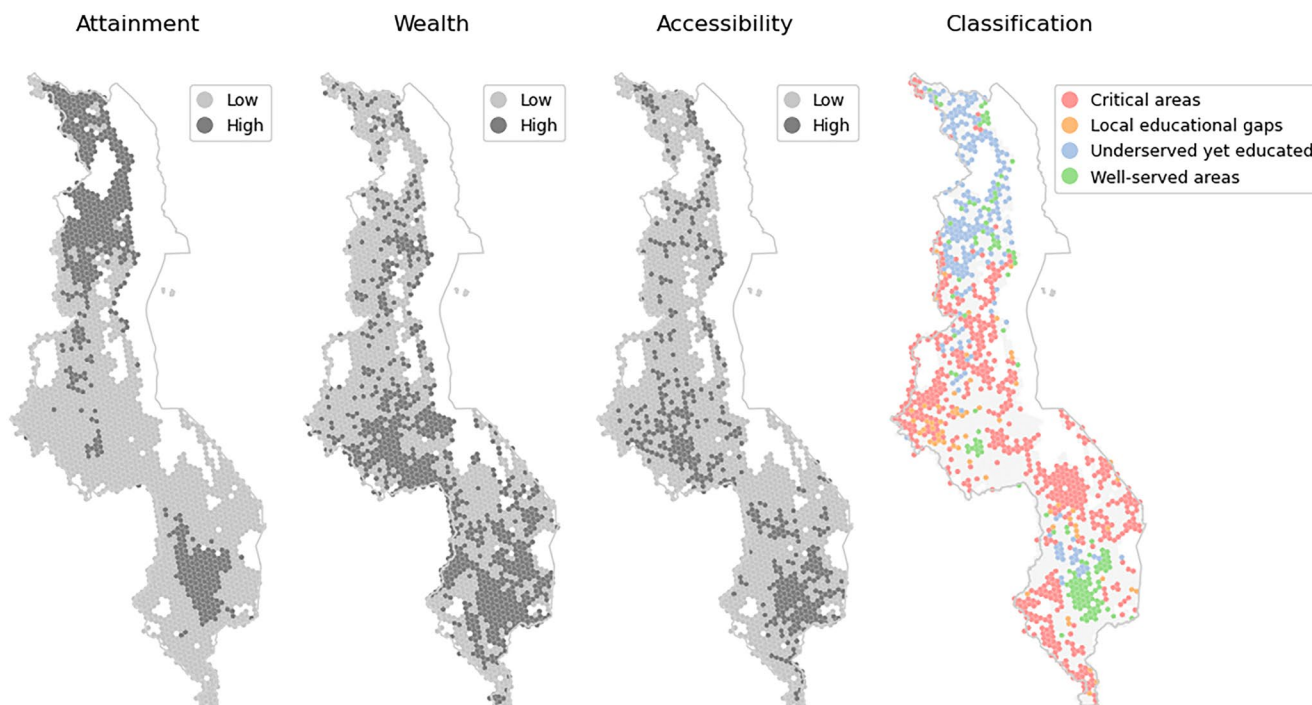 Attainment
Wealth
Accessibility
Classification
Low
High
Low
High
Low
High
Critical areas
Local educational gaps
Underserved yet educated
Well-served areas